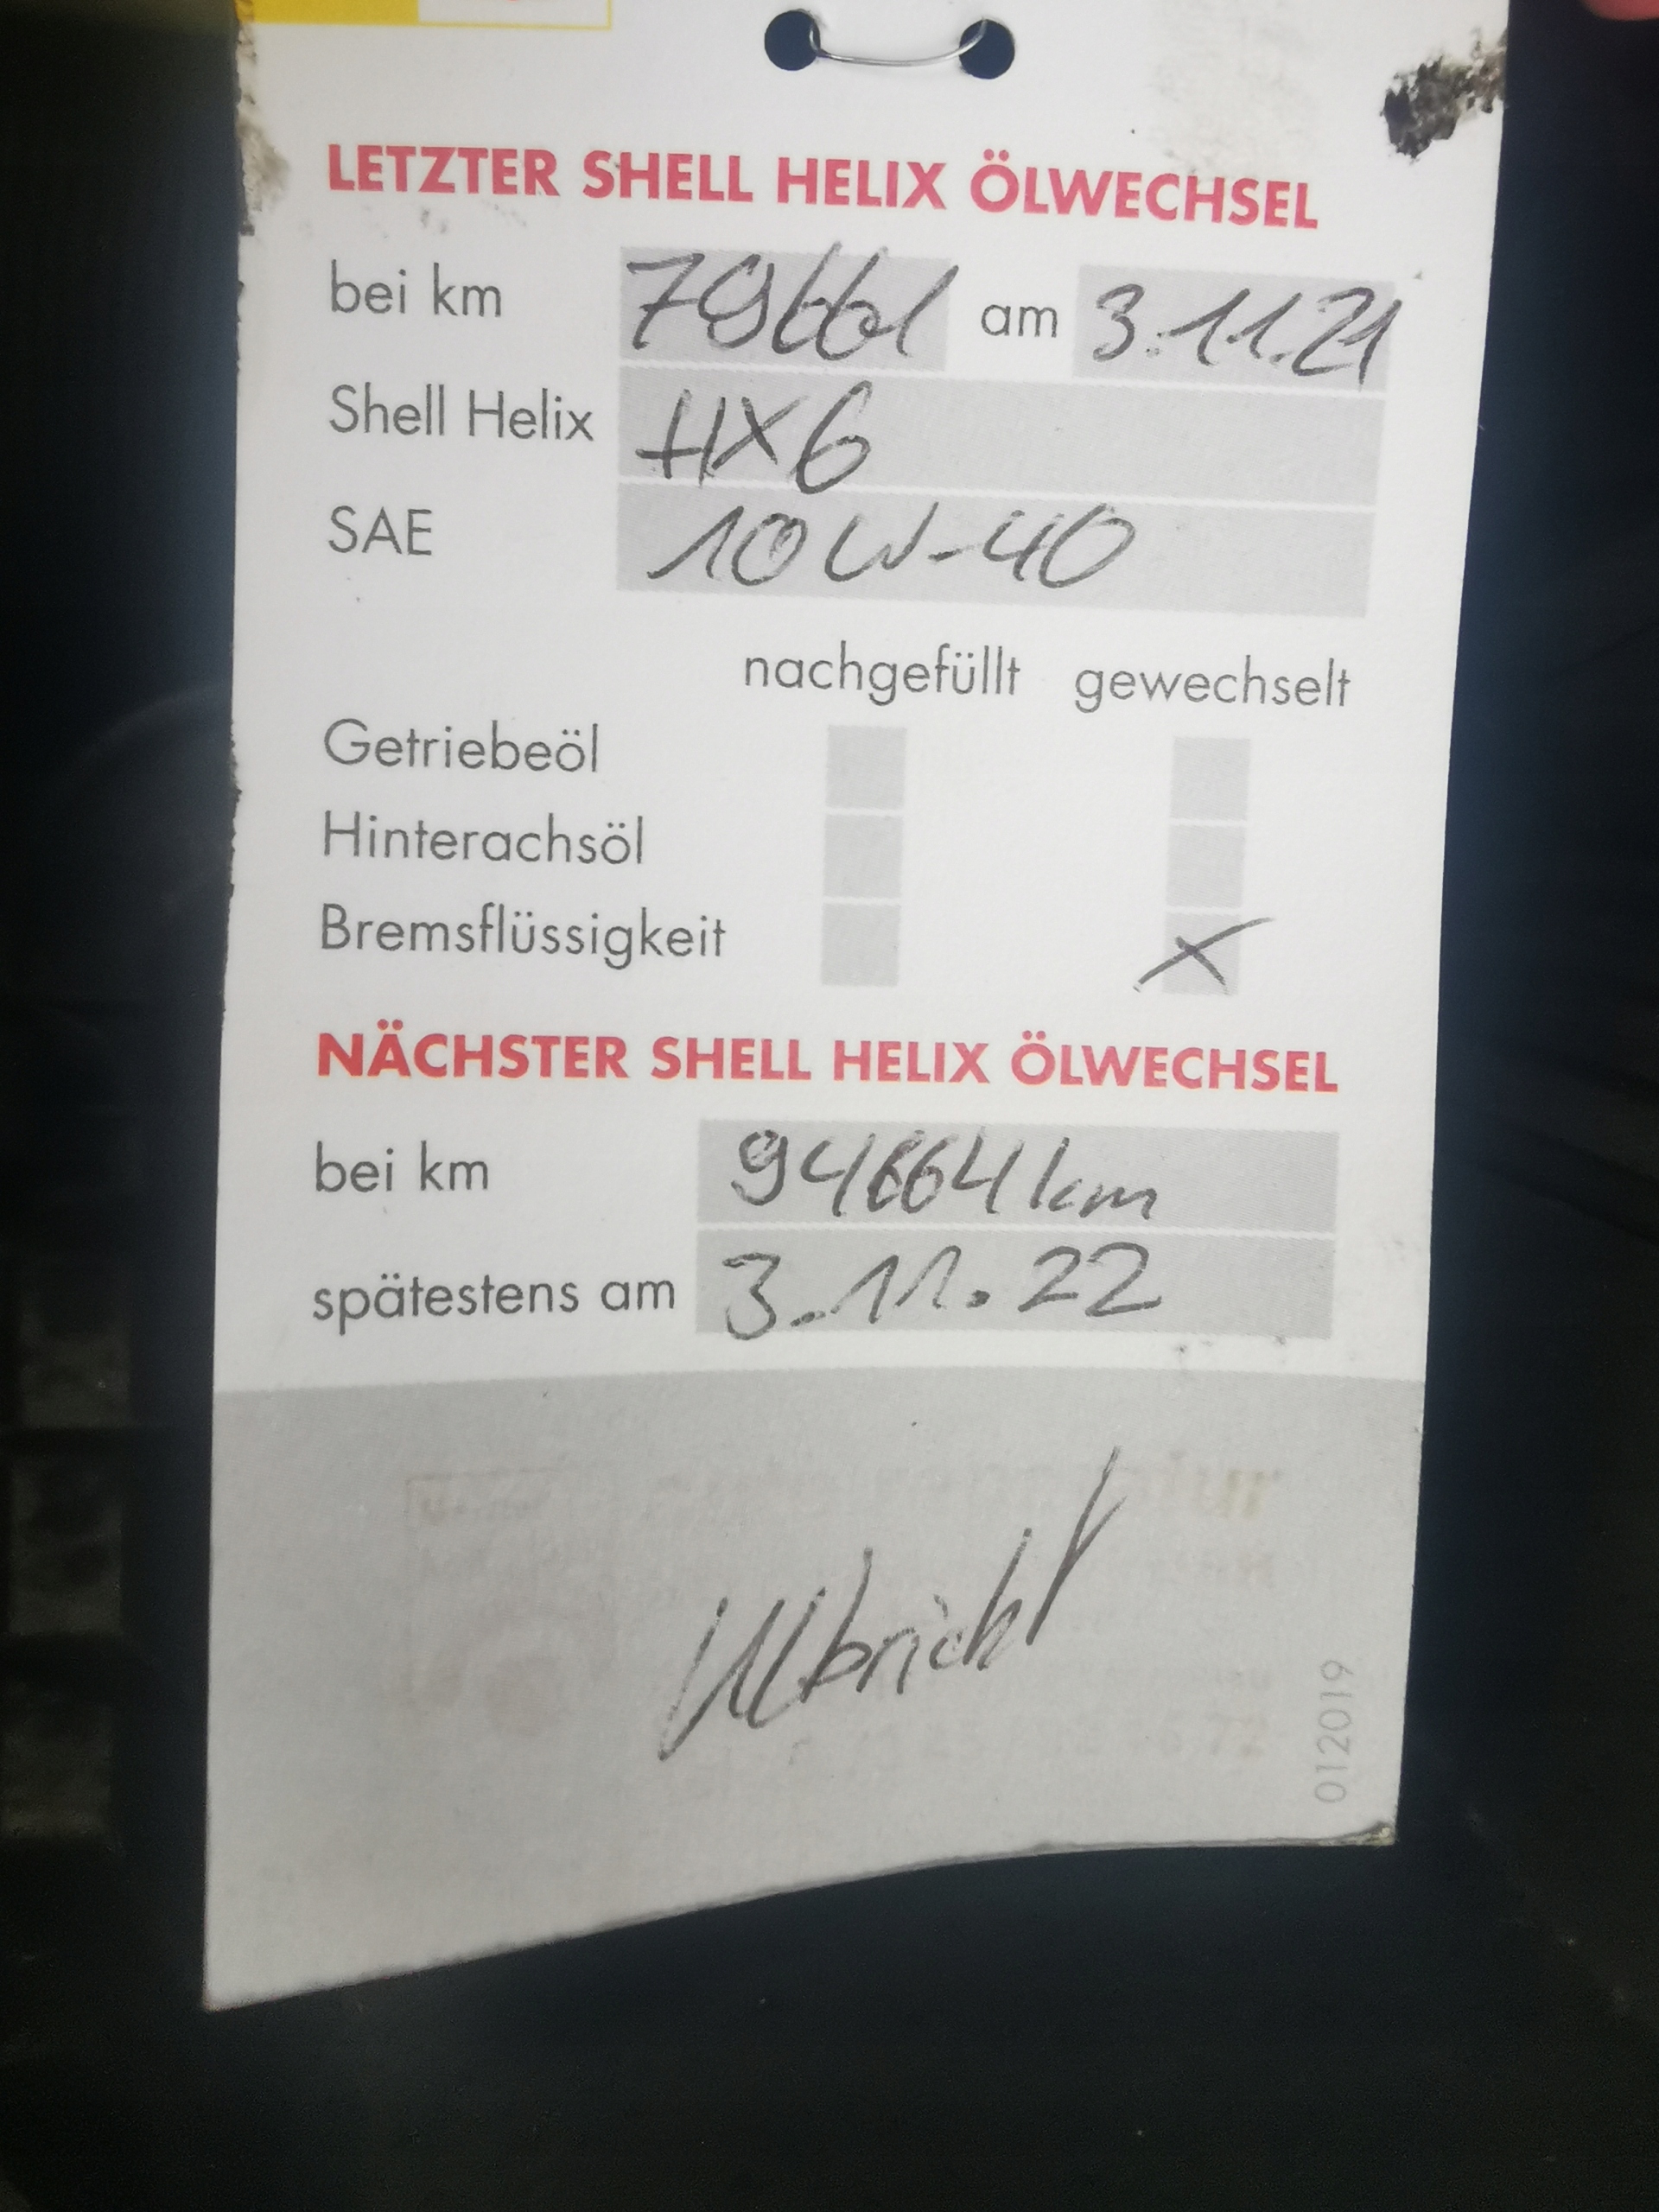 LETZTER SHELL HELIX ÖLWECHSEL
bei km 79661 am 3.11.21
Shell Helix HX6
SAE 10W-40
nachgefüllt gewechselt
Getriebeöl
Hinterachsöl
Bremsflüssigkeit X
NÄCHSTER SHELL HELIX ÖLWECHSEL
bei km 94664 km
spätestens am 3.11.22
Ulbricht
012019